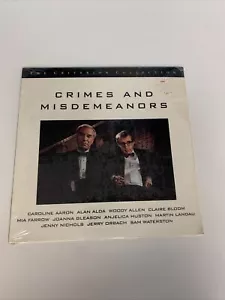 THE CRITERION COLLECTION
CRIMES AND
MISDEMEANORS
CAROLINE AARON ALAN ALDA WOODY ALLEN CLAIRE BLOOM
MIA FARROW JOANNA GLEASON ANJELICA HUSTON MARTIN LANDAU
JENNY NICHOLS JERRY ORBACH SAM WATERSTON